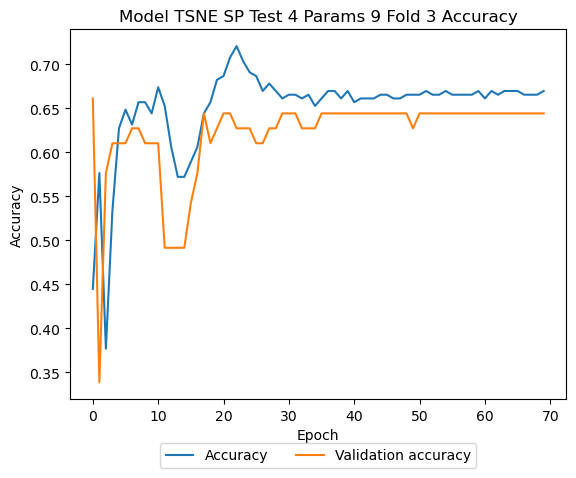 Model TSNE SP Test 4 Params 9 Fold 3 Accuracy
0.70
0.65
0.60
0.55
0.50
0.45
0.40
0.35
Accuracy
0 10 20 30 40 50 60 70
Epoch
Accuracy Validation accuracy